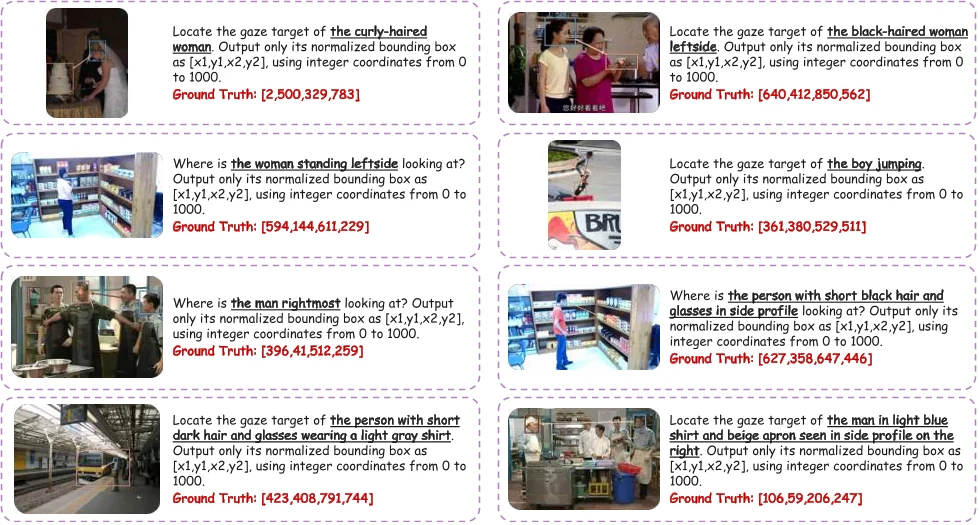 Locate the gaze target of the curly-haired
woman. Output only its normalized bounding box
as [x1,y1,x2,y2], using integer coordinates from 0
to 1000.
Ground Truth: [2,500,329,783]
Locate the gaze target of the black-haired woman
leftside. Output only its normalized bounding box
as [x1,y1,x2,y2], using integer coordinates from 0
to 1000.
Ground Truth: [640,412,850,562]
您好好看看吧
Where is the woman standing leftside looking at?
Output only its normalized bounding box as
[x1,y1,x2,y2], using integer coordinates from 0 to
1000.
Ground Truth: [594,144,611,229]
Locate the gaze target of the boy jumping.
Output only its normalized bounding box as
[x1,y1,x2,y2], using integer coordinates from 0 to
1000.
Ground Truth: [361,380,529,511]
BRU
Where is the man rightmost looking at? Output
only its normalized bounding box as [x1,y1,x2,y2],
using integer coordinates from 0 to 1000.
Ground Truth: [396,41,512,259]
Where is the person with short black hair and
glasses in side profile looking at? Output only its
normalized bounding box as [x1,y1,x2,y2], using
integer coordinates from 0 to 1000.
Ground Truth: [627,358,647,446]
Locate the gaze target of the person with short
dark hair and glasses wearing a light gray shirt.
Output only its normalized bounding box as
[x1,y1,x2,y2], using integer coordinates from 0 to
1000.
Ground Truth: [423,408,791,744]
Locate the gaze target of the man in light blue
shirt and beige apron seen in side profile on the
right. Output only its normalized bounding box as
[x1,y1,x2,y2], using integer coordinates from 0 to
1000.
Ground Truth: [106,59,206,247]